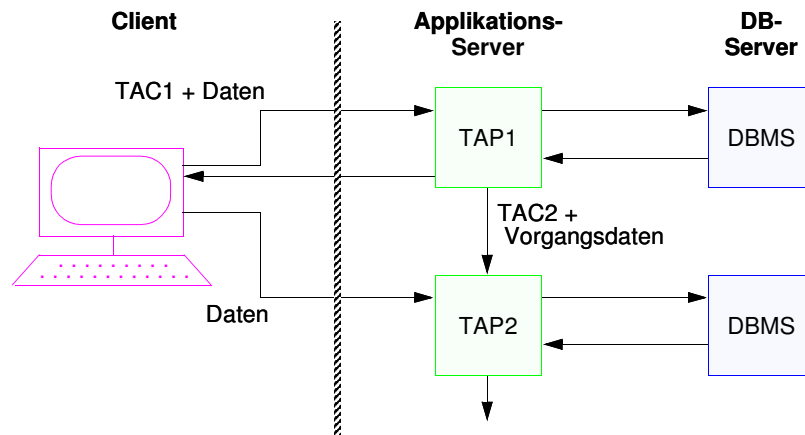 Client
Applikations-
Server
DB-
Server
TAC1 + Daten
TAP1
DBMS
TAC2 +
Vorgangsdaten
Daten
TAP2
DBMS